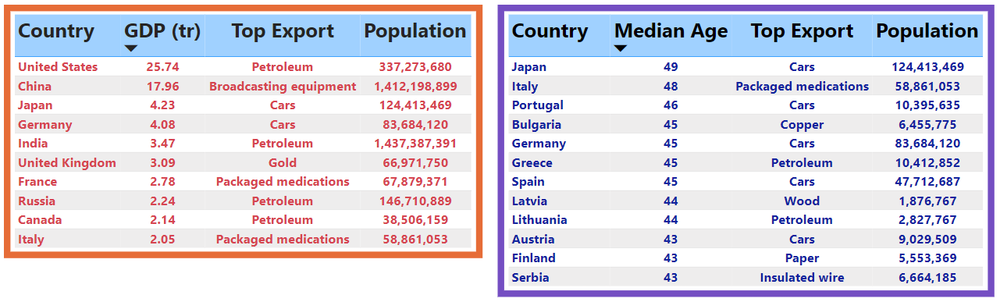 Country GDP (tr) Top Export Population
United States 25.74 Petroleum 337,273,680
China 17.96 Broadcasting equipment 1,412,198,899
Japan 4.23 Cars 124,413,469
Germany 4.08 Cars 83,684,120
India 3.47 Petroleum 1,437,387,391
United Kingdom 3.09 Gold 66,971,750
France 2.78 Packaged medications 67,879,371
Russia 2.24 Petroleum 146,710,889
Canada 2.14 Petroleum 38,506,159
Italy 2.05 Packaged medications 58,861,053
Country Median Age Top Export Population
Japan 49 Cars 124,413,469
Italy 48 Packaged medications 58,861,053
Portugal 46 Cars 10,395,635
Bulgaria 45 Copper 6,455,775
Germany 45 Cars 83,684,120
Greece 45 Petroleum 10,412,852
Spain 45 Cars 47,712,687
Latvia 44 Wood 1,876,767
Lithuania 44 Petroleum 2,827,767
Austria 43 Cars 9,029,509
Finland 43 Paper 5,553,369
Serbia 43 Insulated wire 6,664,185